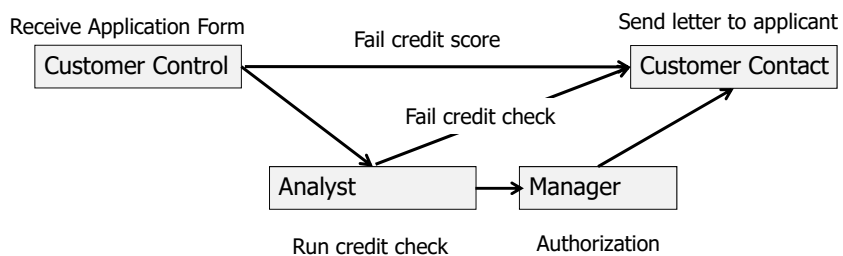 Receive Application Form
Send letter to applicant
Fail credit score
Customer Control
Customer Contact
Fail credit check
Analyst
Manager
Run credit check
Authorization